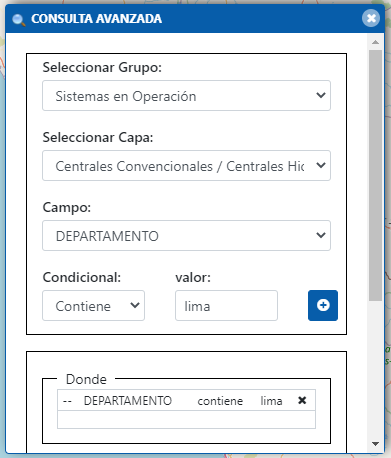 CONSULTA AVANZADA
Seleccionar Grupo:
Sistemas en Operación
Seleccionar Capa:
Centrales Convencionales / Centrales Hic
Campo:
DEPARTAMENTO
Condicional: valor:
Contiene lima
Donde
-- DEPARTAMENTO contiene lima